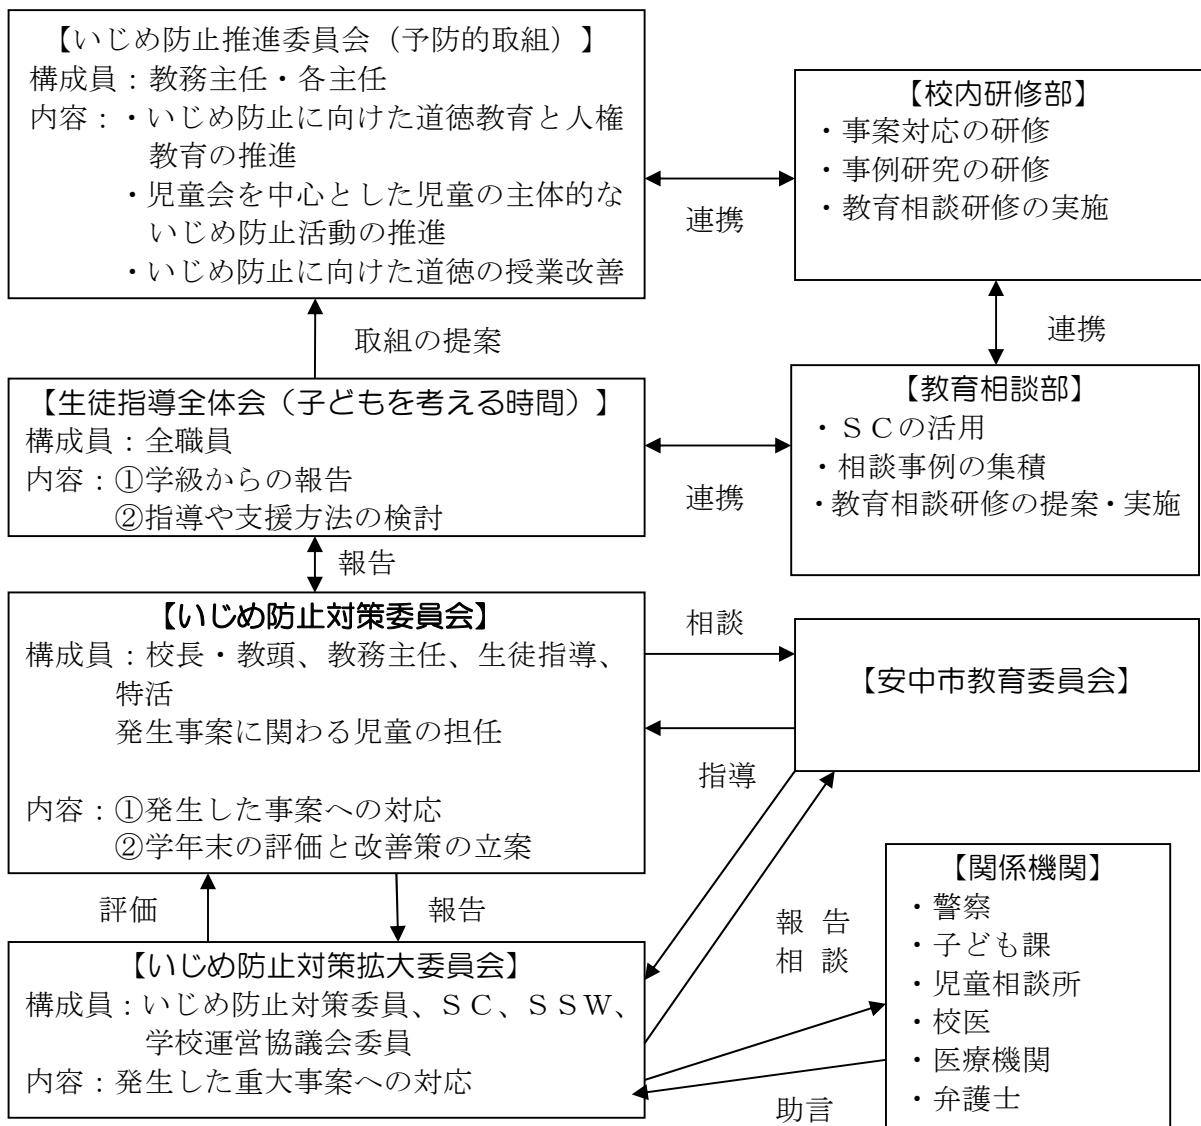 【いじめ防止推進委員会（予防的取組）】
構成員：教務主任・各主任
内容：・いじめ防止に向けた道徳教育と人権
教育の推進
・児童会を中心とした児童の主体的な
いじめ防止活動の推進
・いじめ防止に向けた道徳の授業改善
連携
【校内研修部】
・事案対応の研修
・事例研究の研修
・教育相談研修の実施
取組の提案
連携
【生徒指導全体会（子どもを考える時間）】
構成員：全職員
内容：①学級からの報告
②指導や支援方法の検討
連携
【教育相談部】
・ＳＣの活用
・相談事例の集積
・教育相談研修の提案・実施
報告
【いじめ防止対策委員会】
構成員：校長・教頭、教務主任、生徒指導、
特活
発生事案に関わる児童の担任
内容：①発生した事案への対応
②学年末の評価と改善策の立案
相談
指導
【安中市教育委員会】
評価
報告
報告
相談
【いじめ防止対策拡大委員会】
構成員：いじめ防止対策委員、ＳＣ、ＳＳＷ、
学校運営協議会委員
内容：発生した重大事案への対応
助言
【関係機関】
・警察
・子ども課
・児童相談所
・校医
・医療機関
・弁護士